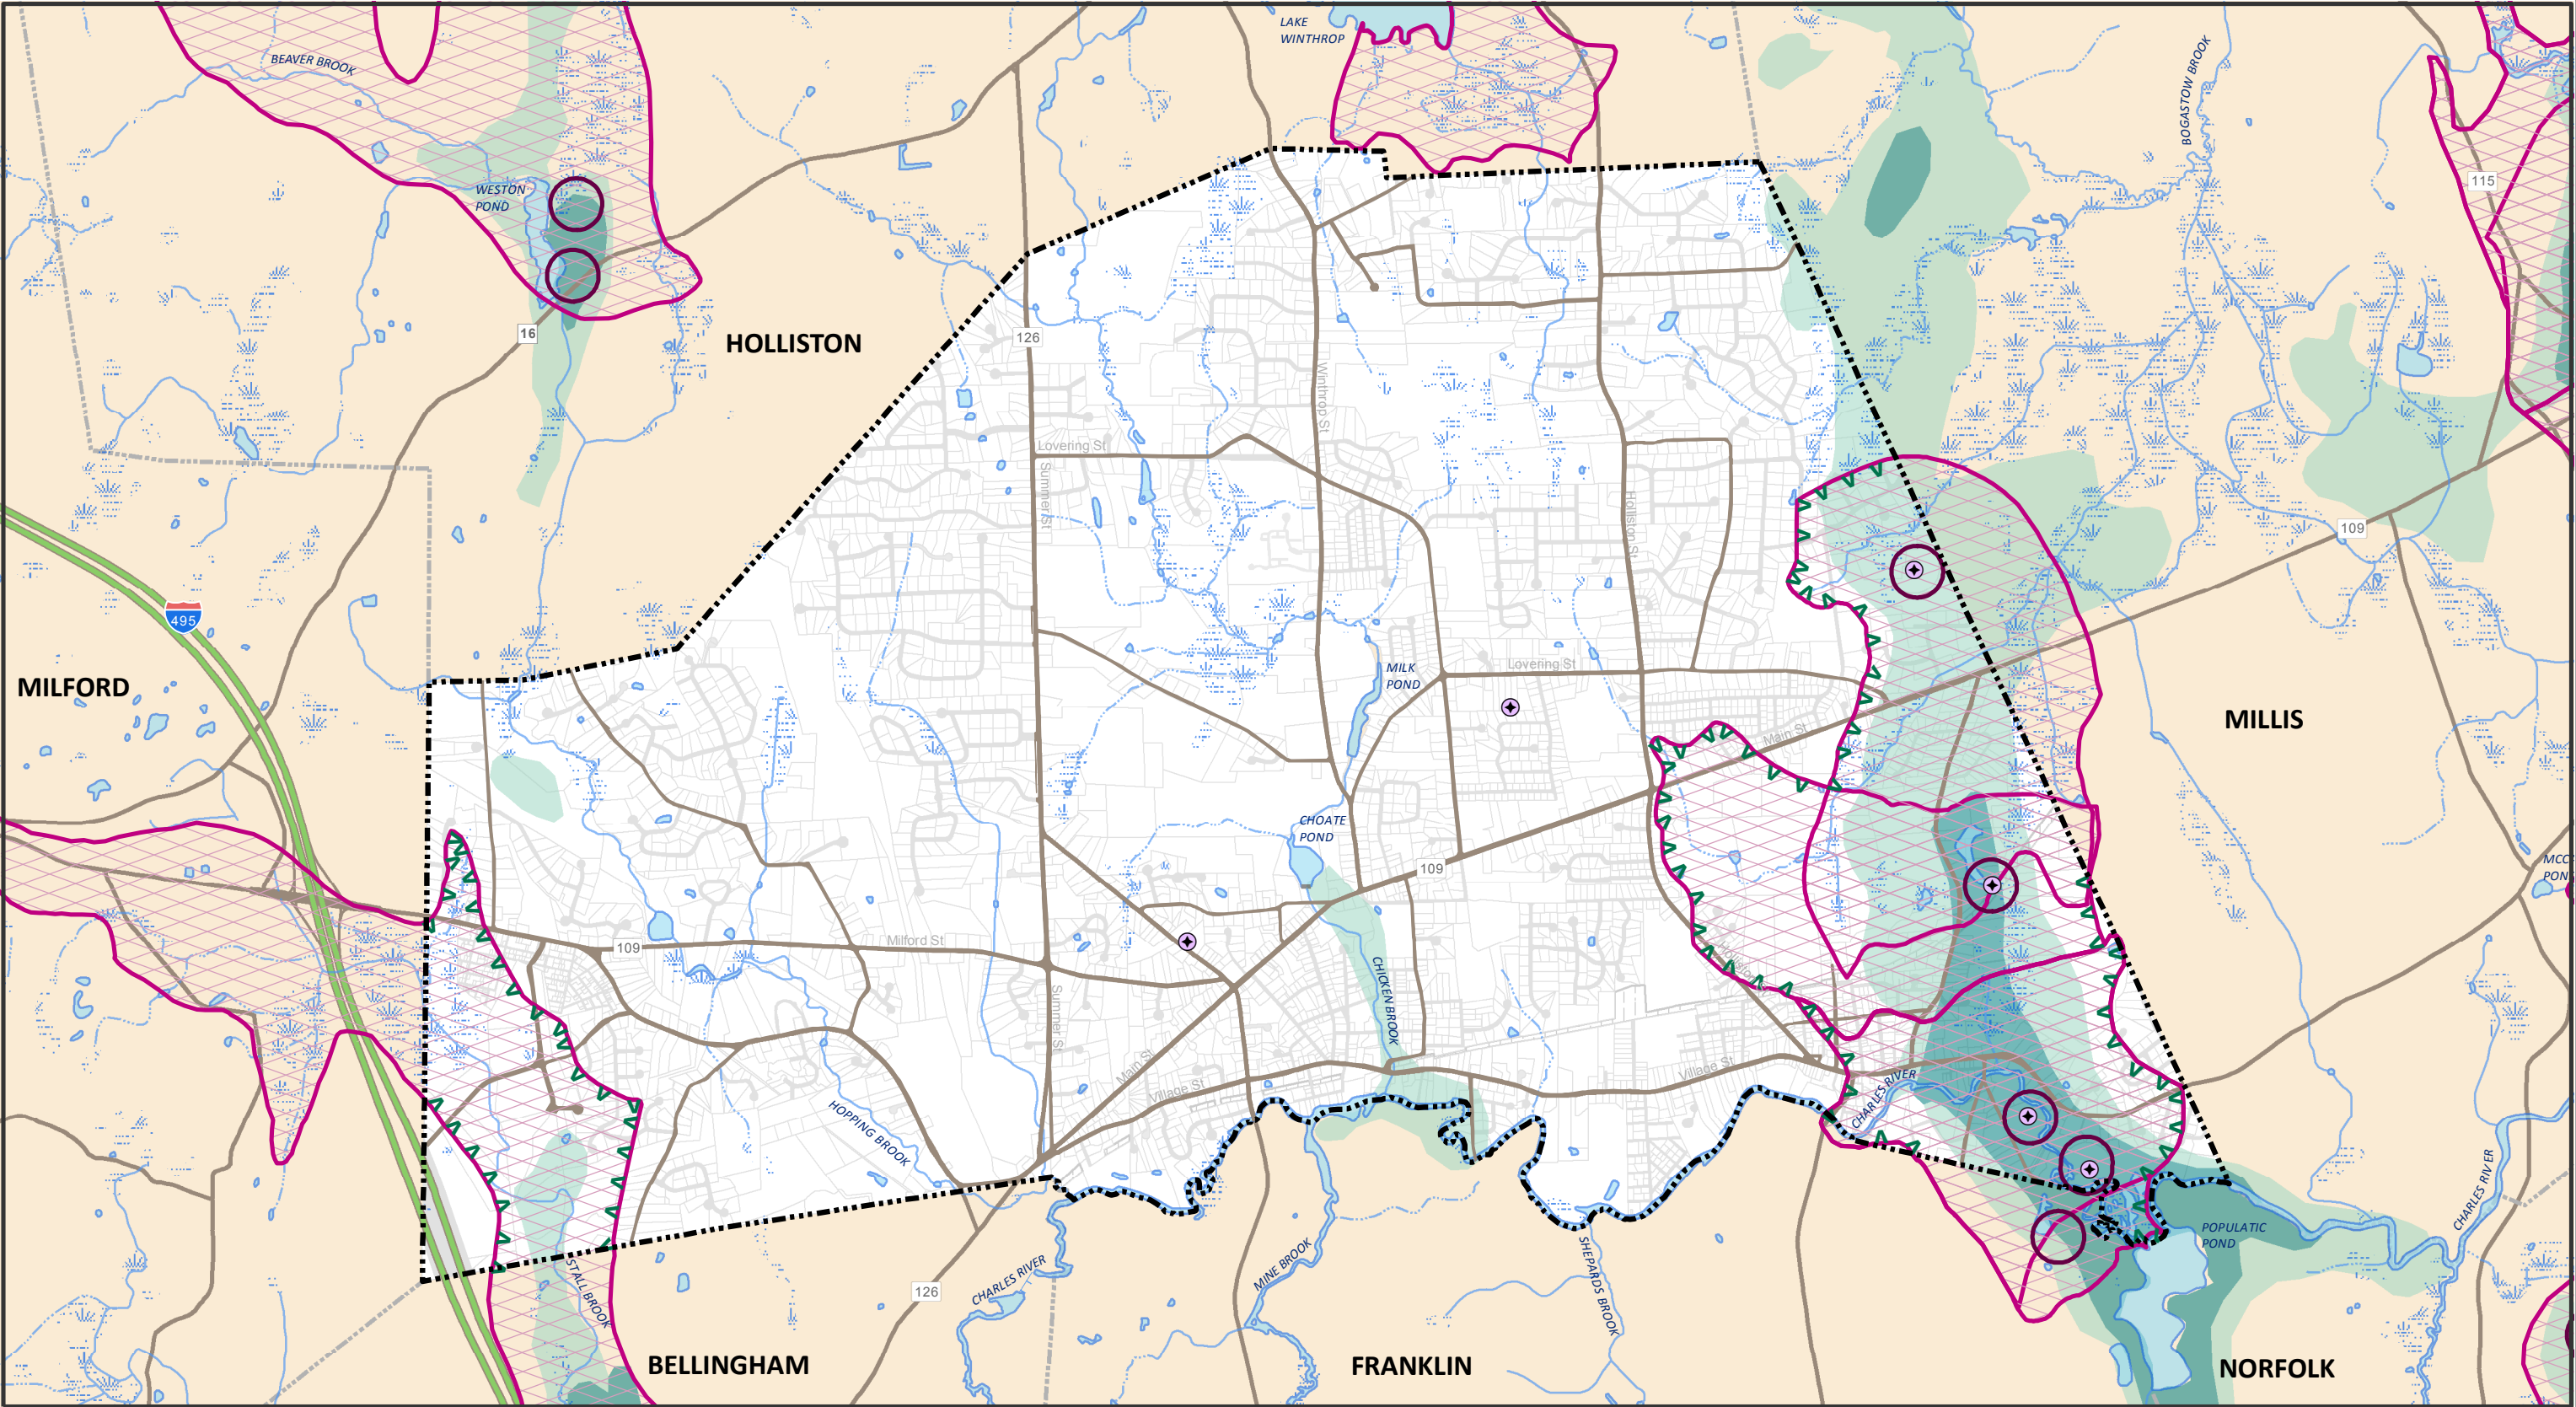 LAKE
WINTHROP
BEAVER BROOK
BOGASTOW BROOK
115
WESTON
POND
16
HOLLISTON
126
Winthrop St
Lovering St
Summer St
Holliston St
109
495
MILFORD
MILK
POND
Lovering St
MILLIS
Main St
CHOATE
POND
109
MCC
PON
109
Milford St
CHICKEN BROOK
Summer St
Main St
Village St
Village St
CHARLES RIVER
HOPPING BROOK
CHARLES RIVER
POPULATIC
POND
STALL BROOK
CHARLES RIVER
MINE BROOK
SHEPARDS BROOK
126
BELLINGHAM
FRANKLIN
NORFOLK